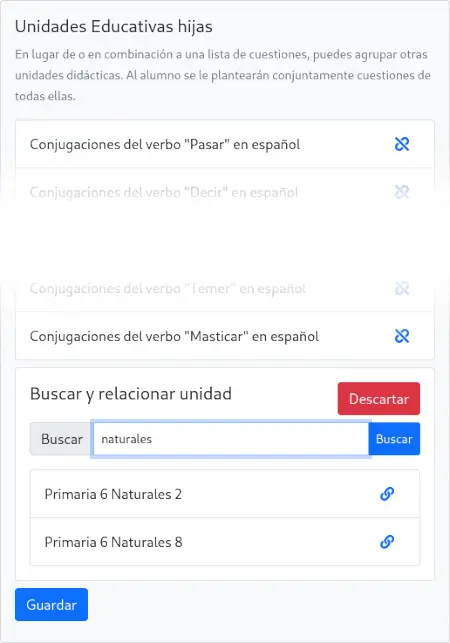 Unidades Educativas hijas
En lugar de o en combinación a una lista de cuestiones, puedes agrupar otras
unidades didácticas. Al alumno se le plantearán conjuntamente cuestiones de
todas ellas.
Conjugaciones del verbo "Pasar" en español
Conjugaciones del verbo "Decir" en español
Conjugaciones del verbo "Temer" en español
Conjugaciones del verbo "Masticar" en español
Buscar y relacionar unidad
Descartar
Buscar naturales Buscar
Primaria 6 Naturales 2
Primaria 6 Naturales 8
Guardar